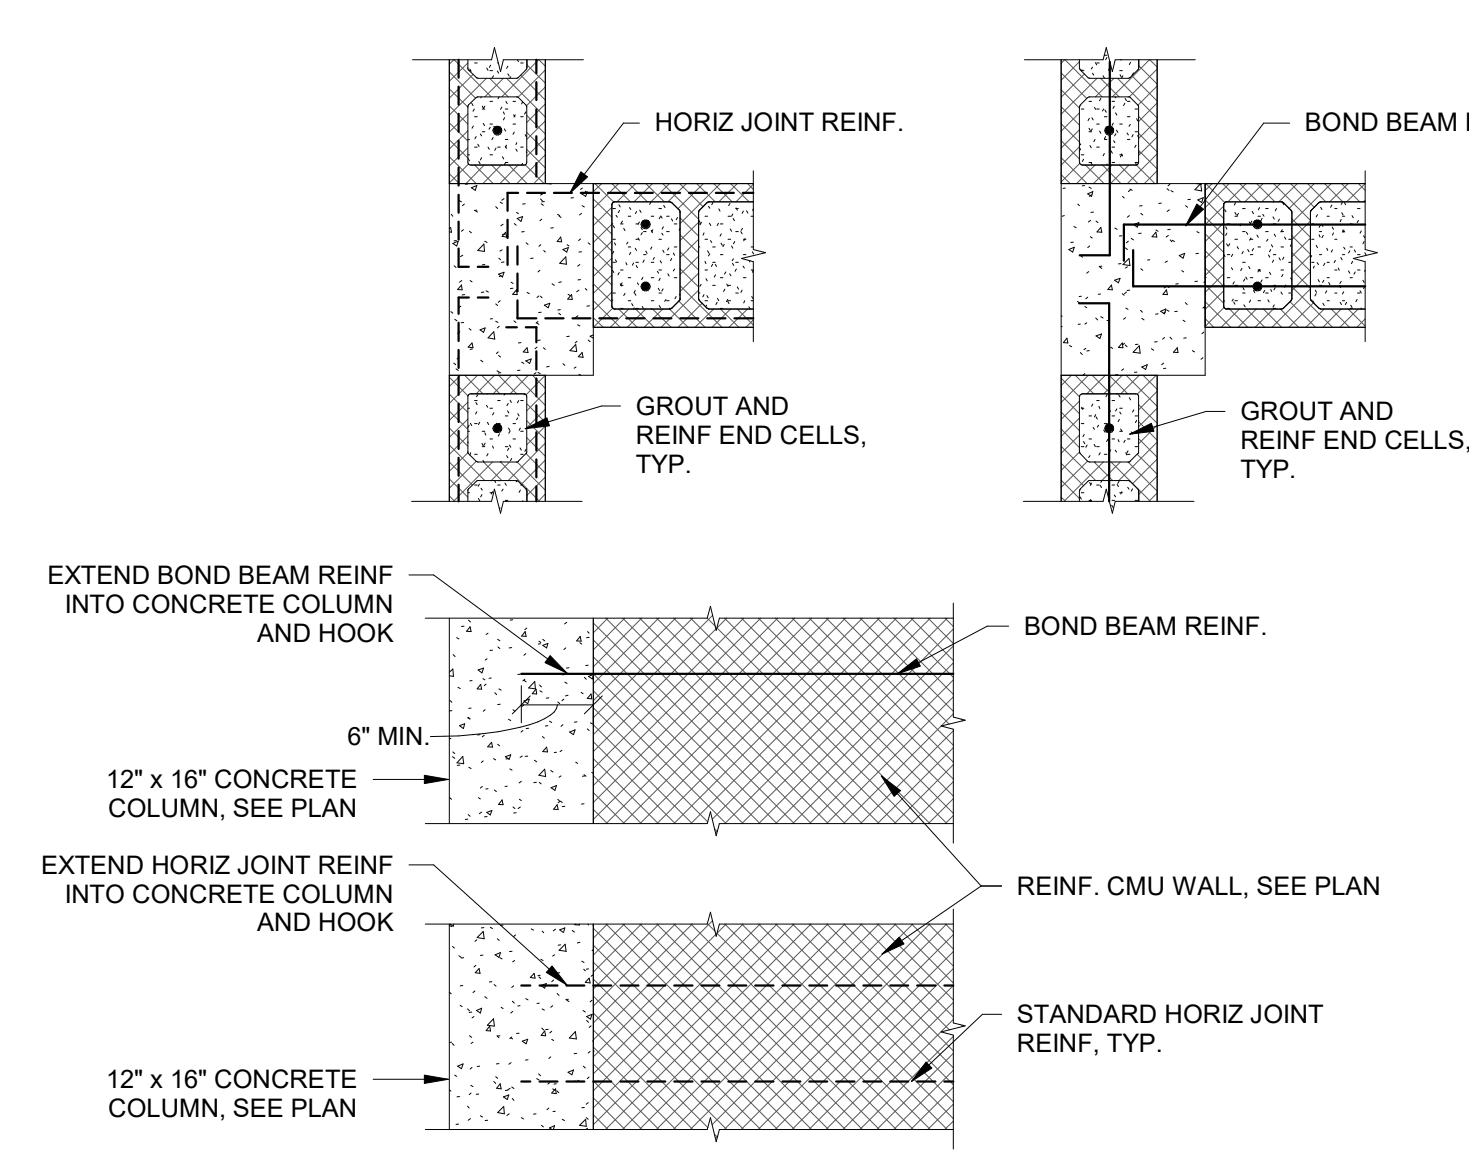 HORIZ JOINT REINF.
BOND BEAM
GROUT AND
REINF END CELLS,
TYP.
GROUT AND
REINF END CELLS,
TYP.
EXTEND BOND BEAM REINF
INTO CONCRETE COLUMN
AND HOOK
BOND BEAM REINF.
6" MIN.
12" x 16" CONCRETE
COLUMN, SEE PLAN
EXTEND HORIZ JOINT REINF
INTO CONCRETE COLUMN
AND HOOK
REINF. CMU WALL, SEE PLAN
STANDARD HORIZ JOINT
REINF, TYP.
12" x 16" CONCRETE
COLUMN, SEE PLAN